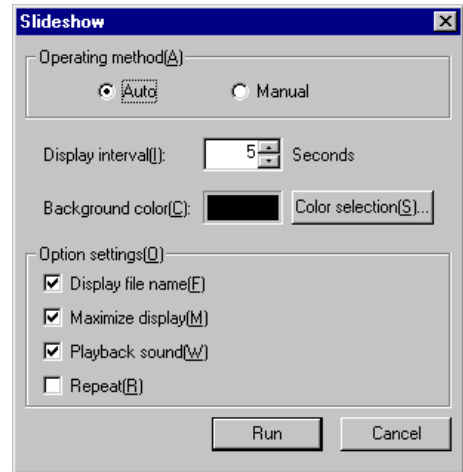 Slideshow
Operating method(A)
Auto Manual
Display interval(I): 5 Seconds
Background color(C): Color selection(S)...
Option settings(O)
Display file name(F)
Maximize display(M)
Playback sound(W)
Repeat(R)
Run Cancel